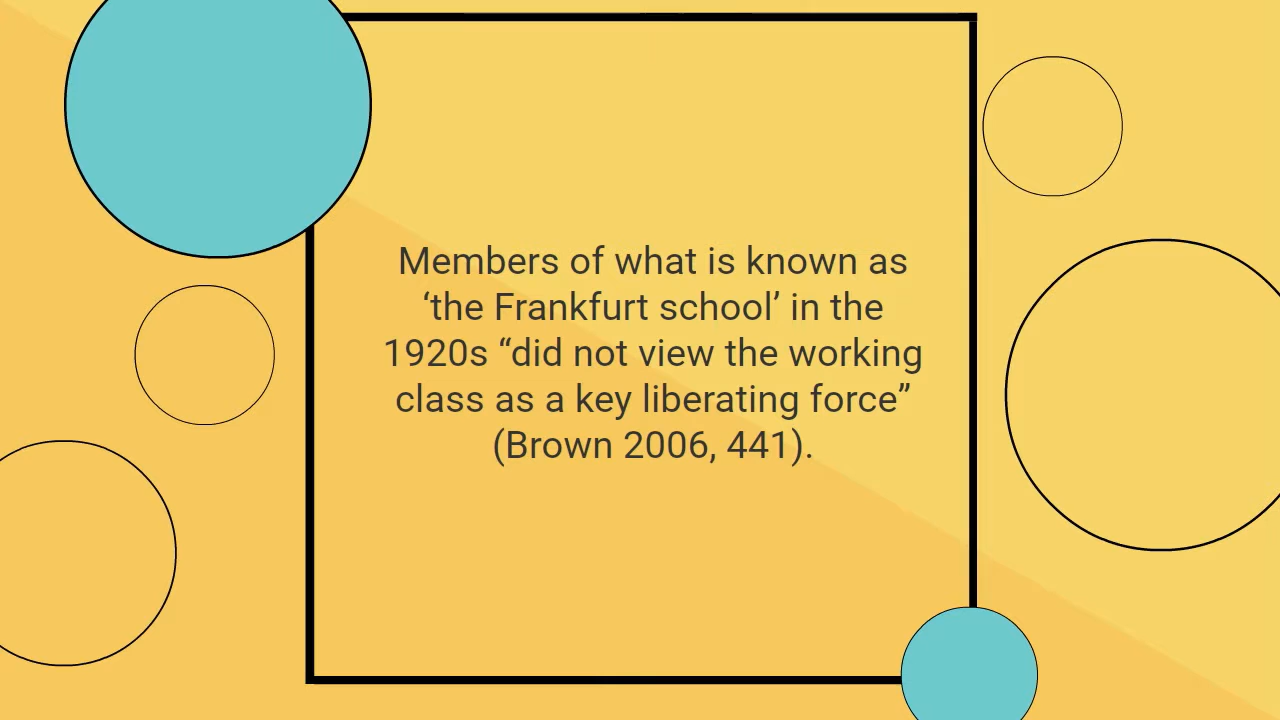 Members of what is known as
‘the Frankfurt school’ in the
1920s “did not view the working
class as a key liberating force”
(Brown 2006, 441).